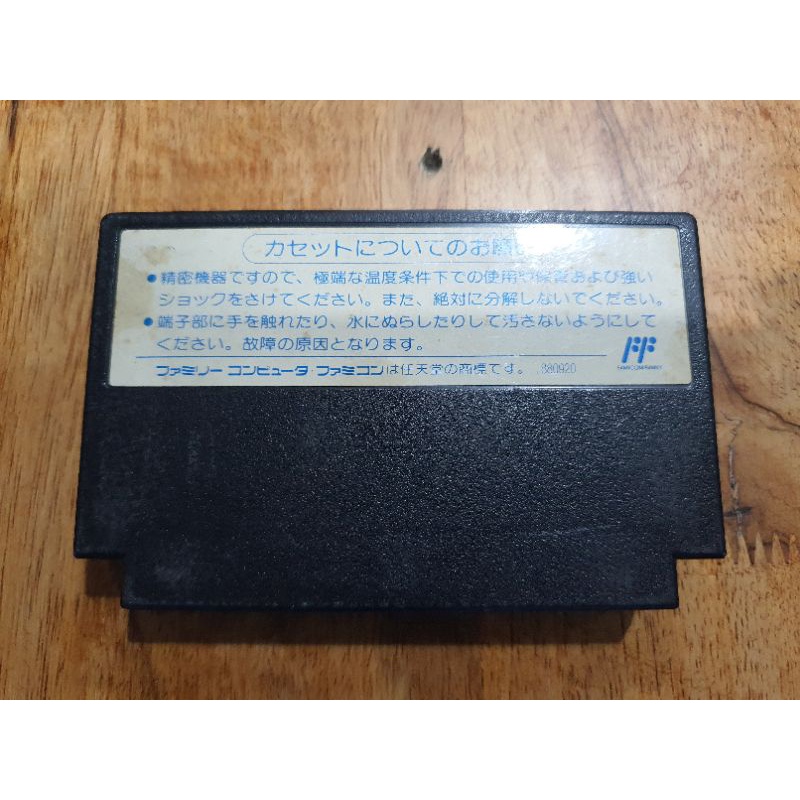 カセットについてのお願
●精密機器ですので、極端な温度条件下での使用や保管および強い
ショックをさけてください。また、絶対に分解しないでください。
●端子部に手を触れたり、水にぬらしたりして汚さないようにして
ください。故障の原因となります。
ファミリー コンピュータ・ファミコンは任天堂の商標です。 880920
FF